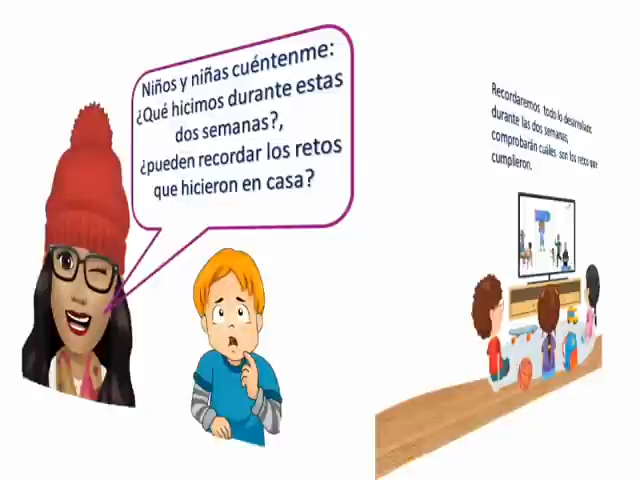 Niños y niñas cuéntenme:
¿Qué hicimos durante estas
dos semanas?,
¿pueden recordar los retos
que hicieron en casa?
Recordaremos todo lo desarrollado
durante las dos semanas,
comprobarán cuáles son los retos que
cumplieron.